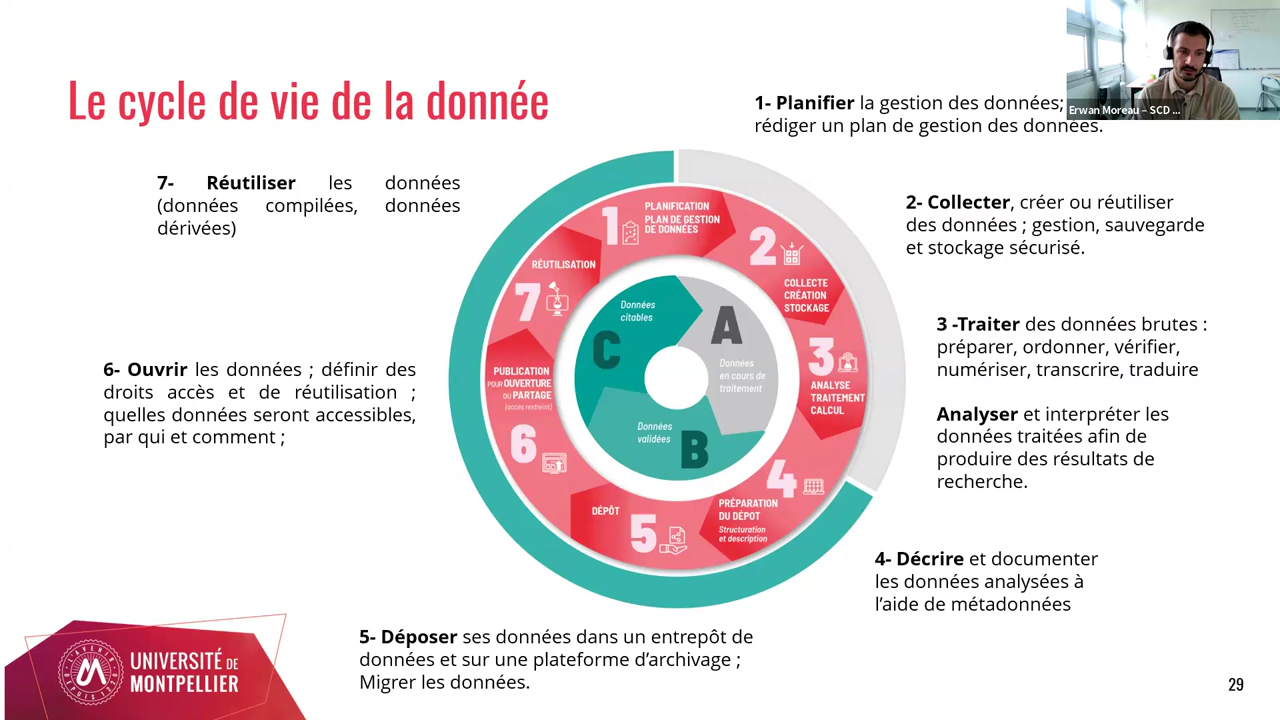 Le cycle de vie de la donnée
Erwan Moreau – SCD ...
1- Planifier la gestion des données;
rédiger un plan de gestion des données.
2- Collecter, créer ou réutiliser
des données ; gestion, sauvegarde
et stockage sécurisé.
3 -Traiter des données brutes :
préparer, ordonner, vérifier,
numériser, transcrire, traduire
Analyser et interpréter les
données traitées afin de
produire des résultats de
recherche.
4- Décrire et documenter
les données analysées à
l’aide de métadonnées
5- Déposer ses données dans un entrepôt de
données et sur une plateforme d’archivage ;
Migrer les données.
6- Ouvrir les données ; définir des
droits accès et de réutilisation ;
quelles données seront accessibles,
par qui et comment ;
7- Réutiliser les données
(données compilées, données
dérivées)
1
PLANIFICATION
PLAN DE GESTION
DE DONNÉES
2
COLLECTE
CRÉATION
STOCKAGE
3
ANALYSE
TRAITEMENT
CALCUL
4
PRÉPARATION
DU DÉPOT
Structuration
et description
5
DÉPÔT
6
PUBLICATION
POUR OUVERTURE
OU PARTAGE
(accès restreint)
7
RÉUTILISATION
A
Données
en cours de
traitement
B
Données
validées
C
Données
citables
UNIVERSITÉ DE
MONTPELLIER
29